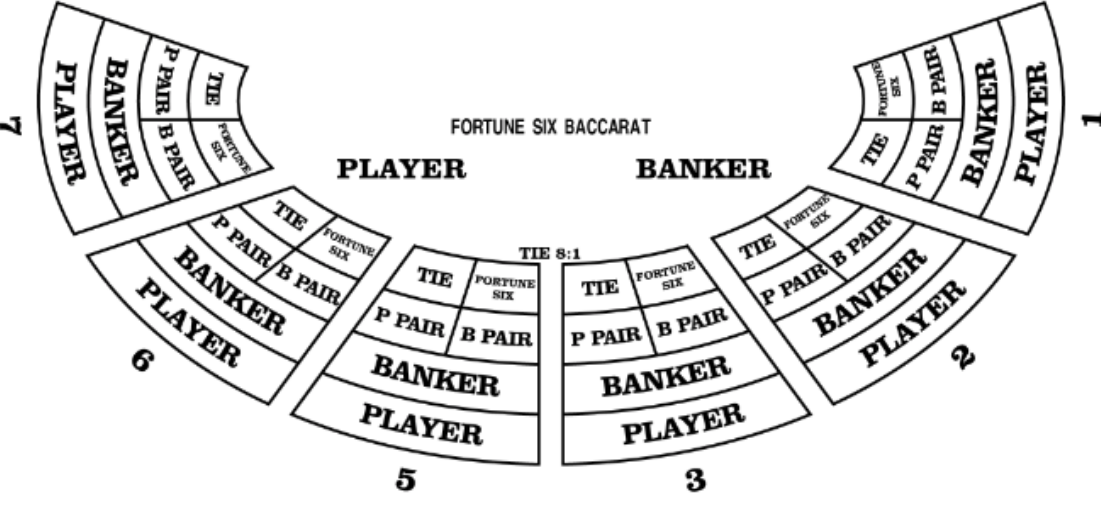 FORTUNE SIX BACCARAT
PLAYER
BANKER
TIE 8:1
TIE
FORTUNE
SIX
P PAIR
B PAIR
BANKER
PLAYER
7
TIE
FORTUNE
SIX
P PAIR
B PAIR
BANKER
PLAYER
6
TIE
FORTUNE
SIX
P PAIR
B PAIR
BANKER
PLAYER
5
TIE
FORTUNE
SIX
P PAIR
B PAIR
BANKER
PLAYER
3
TIE
FORTUNE
SIX
P PAIR
B PAIR
BANKER
PLAYER
2
TIE
FORTUNE
SIX
P PAIR
B PAIR
BANKER
PLAYER
1